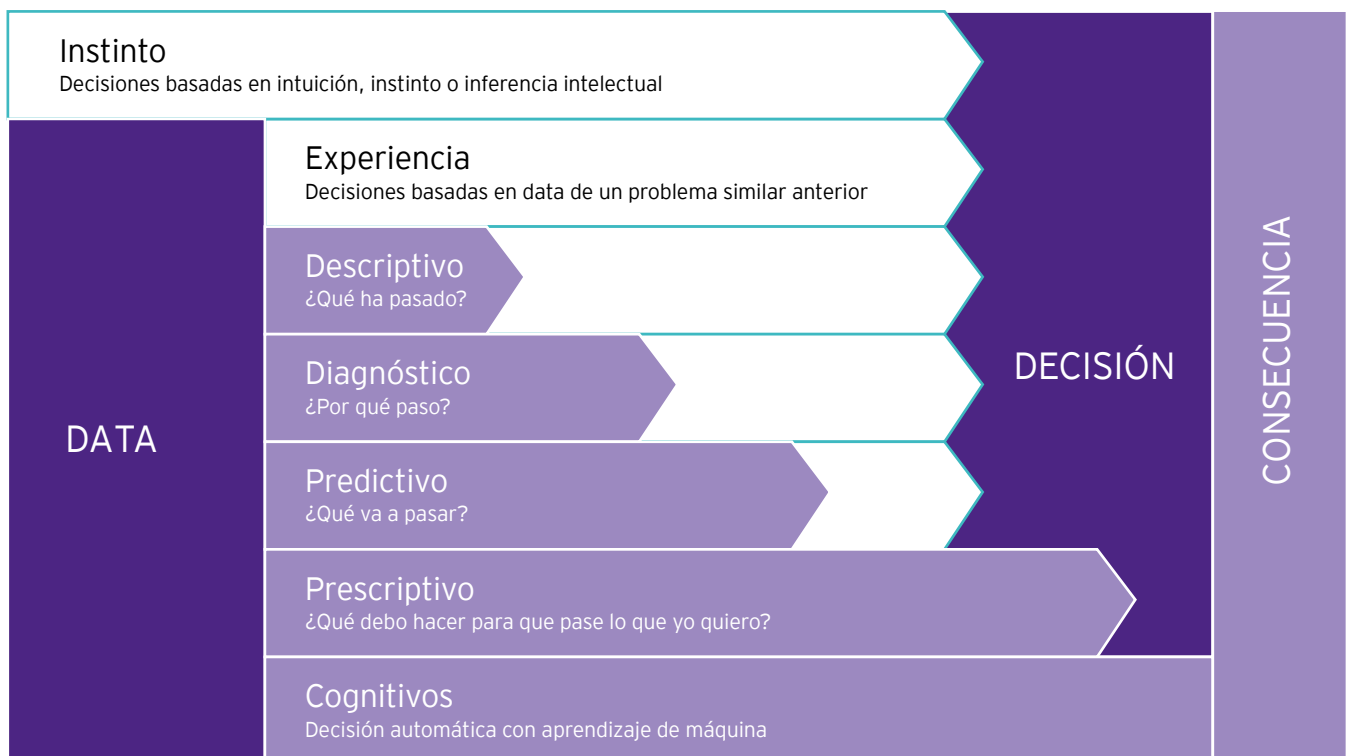 Instinto
Decisiones basadas en intuición, instinto o inferencia intelectual
Experiencia
Decisiones basadas en data de un problema similar anterior
Descriptivo
¿Qué ha pasado?
Diagnóstico
¿Por qué paso?
Predictivo
¿Qué va a pasar?
Prescriptivo
¿Qué debo hacer para que pase lo que yo quiero?
Cognitivos
Decisión automática con aprendizaje de máquina
DATA
DECISIÓN
CONSECUENCIA